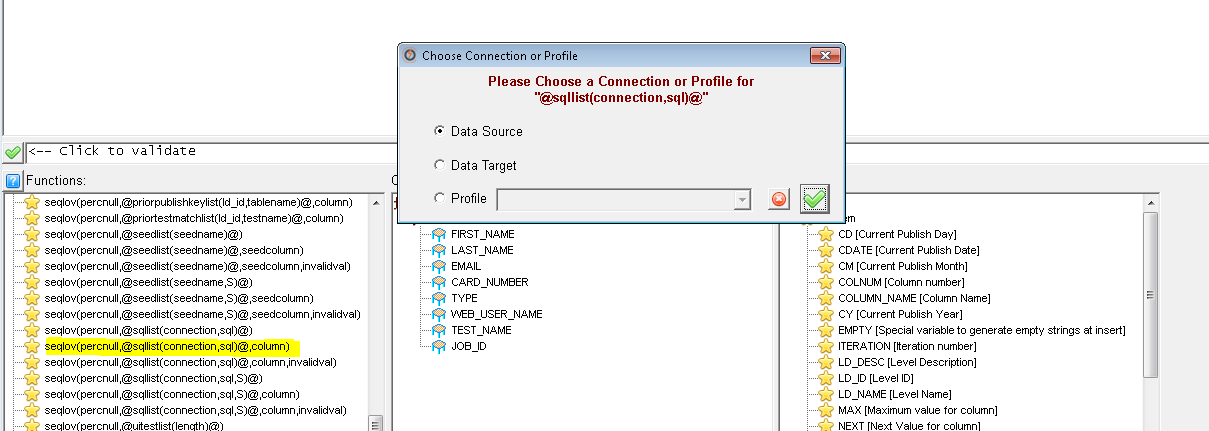 Choose Connection or Profile
Please Choose a Connection or Profile for
"@sqllist(connection,sql)@"
Data Source
Data Target
Profile
<-- Click to validate
Functions:
seqlov(percnull,@priorpublishkeylist(ld_id,tablename)@,column)
seqlov(percnull,@priortestmatchlist(ld_id,testname)@,column)
seqlov(percnull,@seedlist(seedname)@)
seqlov(percnull,@seedlist(seedname)@,seedcolumn)
seqlov(percnull,@seedlist(seedname)@,seedcolumn,invalidval)
seqlov(percnull,@seedlist(seedname,S)@)
seqlov(percnull,@seedlist(seedname,S)@,seedcolumn)
seqlov(percnull,@seedlist(seedname,S)@,seedcolumn,invalidval)
seqlov(percnull,@sqllist(connection,sql)@)
seqlov(percnull,@sqllist(connection,sql)@,column)
seqlov(percnull,@sqllist(connection,sql)@,column,invalidval)
seqlov(percnull,@sqllist(connection,sql,S)@)
seqlov(percnull,@sqllist(connection,sql,S)@,column)
seqlov(percnull,@sqllist(connection,sql,S)@,column,invalidval)
seqlov(percnull,@uitestlist(length)@)
FIRST_NAME
LAST_NAME
EMAIL
CARD_NUMBER
TYPE
WEB_USER_NAME
TEST_NAME
JOB_ID
CD [Current Publish Day]
CDATE [Current Publish Date]
CM [Current Publish Month]
COLNUM [Column number]
COLUMN_NAME [Column Name]
CY [Current Publish Year]
EMPTY [Special variable to generate empty strings at insert]
ITERATION [Iteration number]
LD_DESC [Level Description]
LD_ID [Level ID]
LD_NAME [Level Name]
MAX [Maximum value for column]
NEXT [Next Value for column]